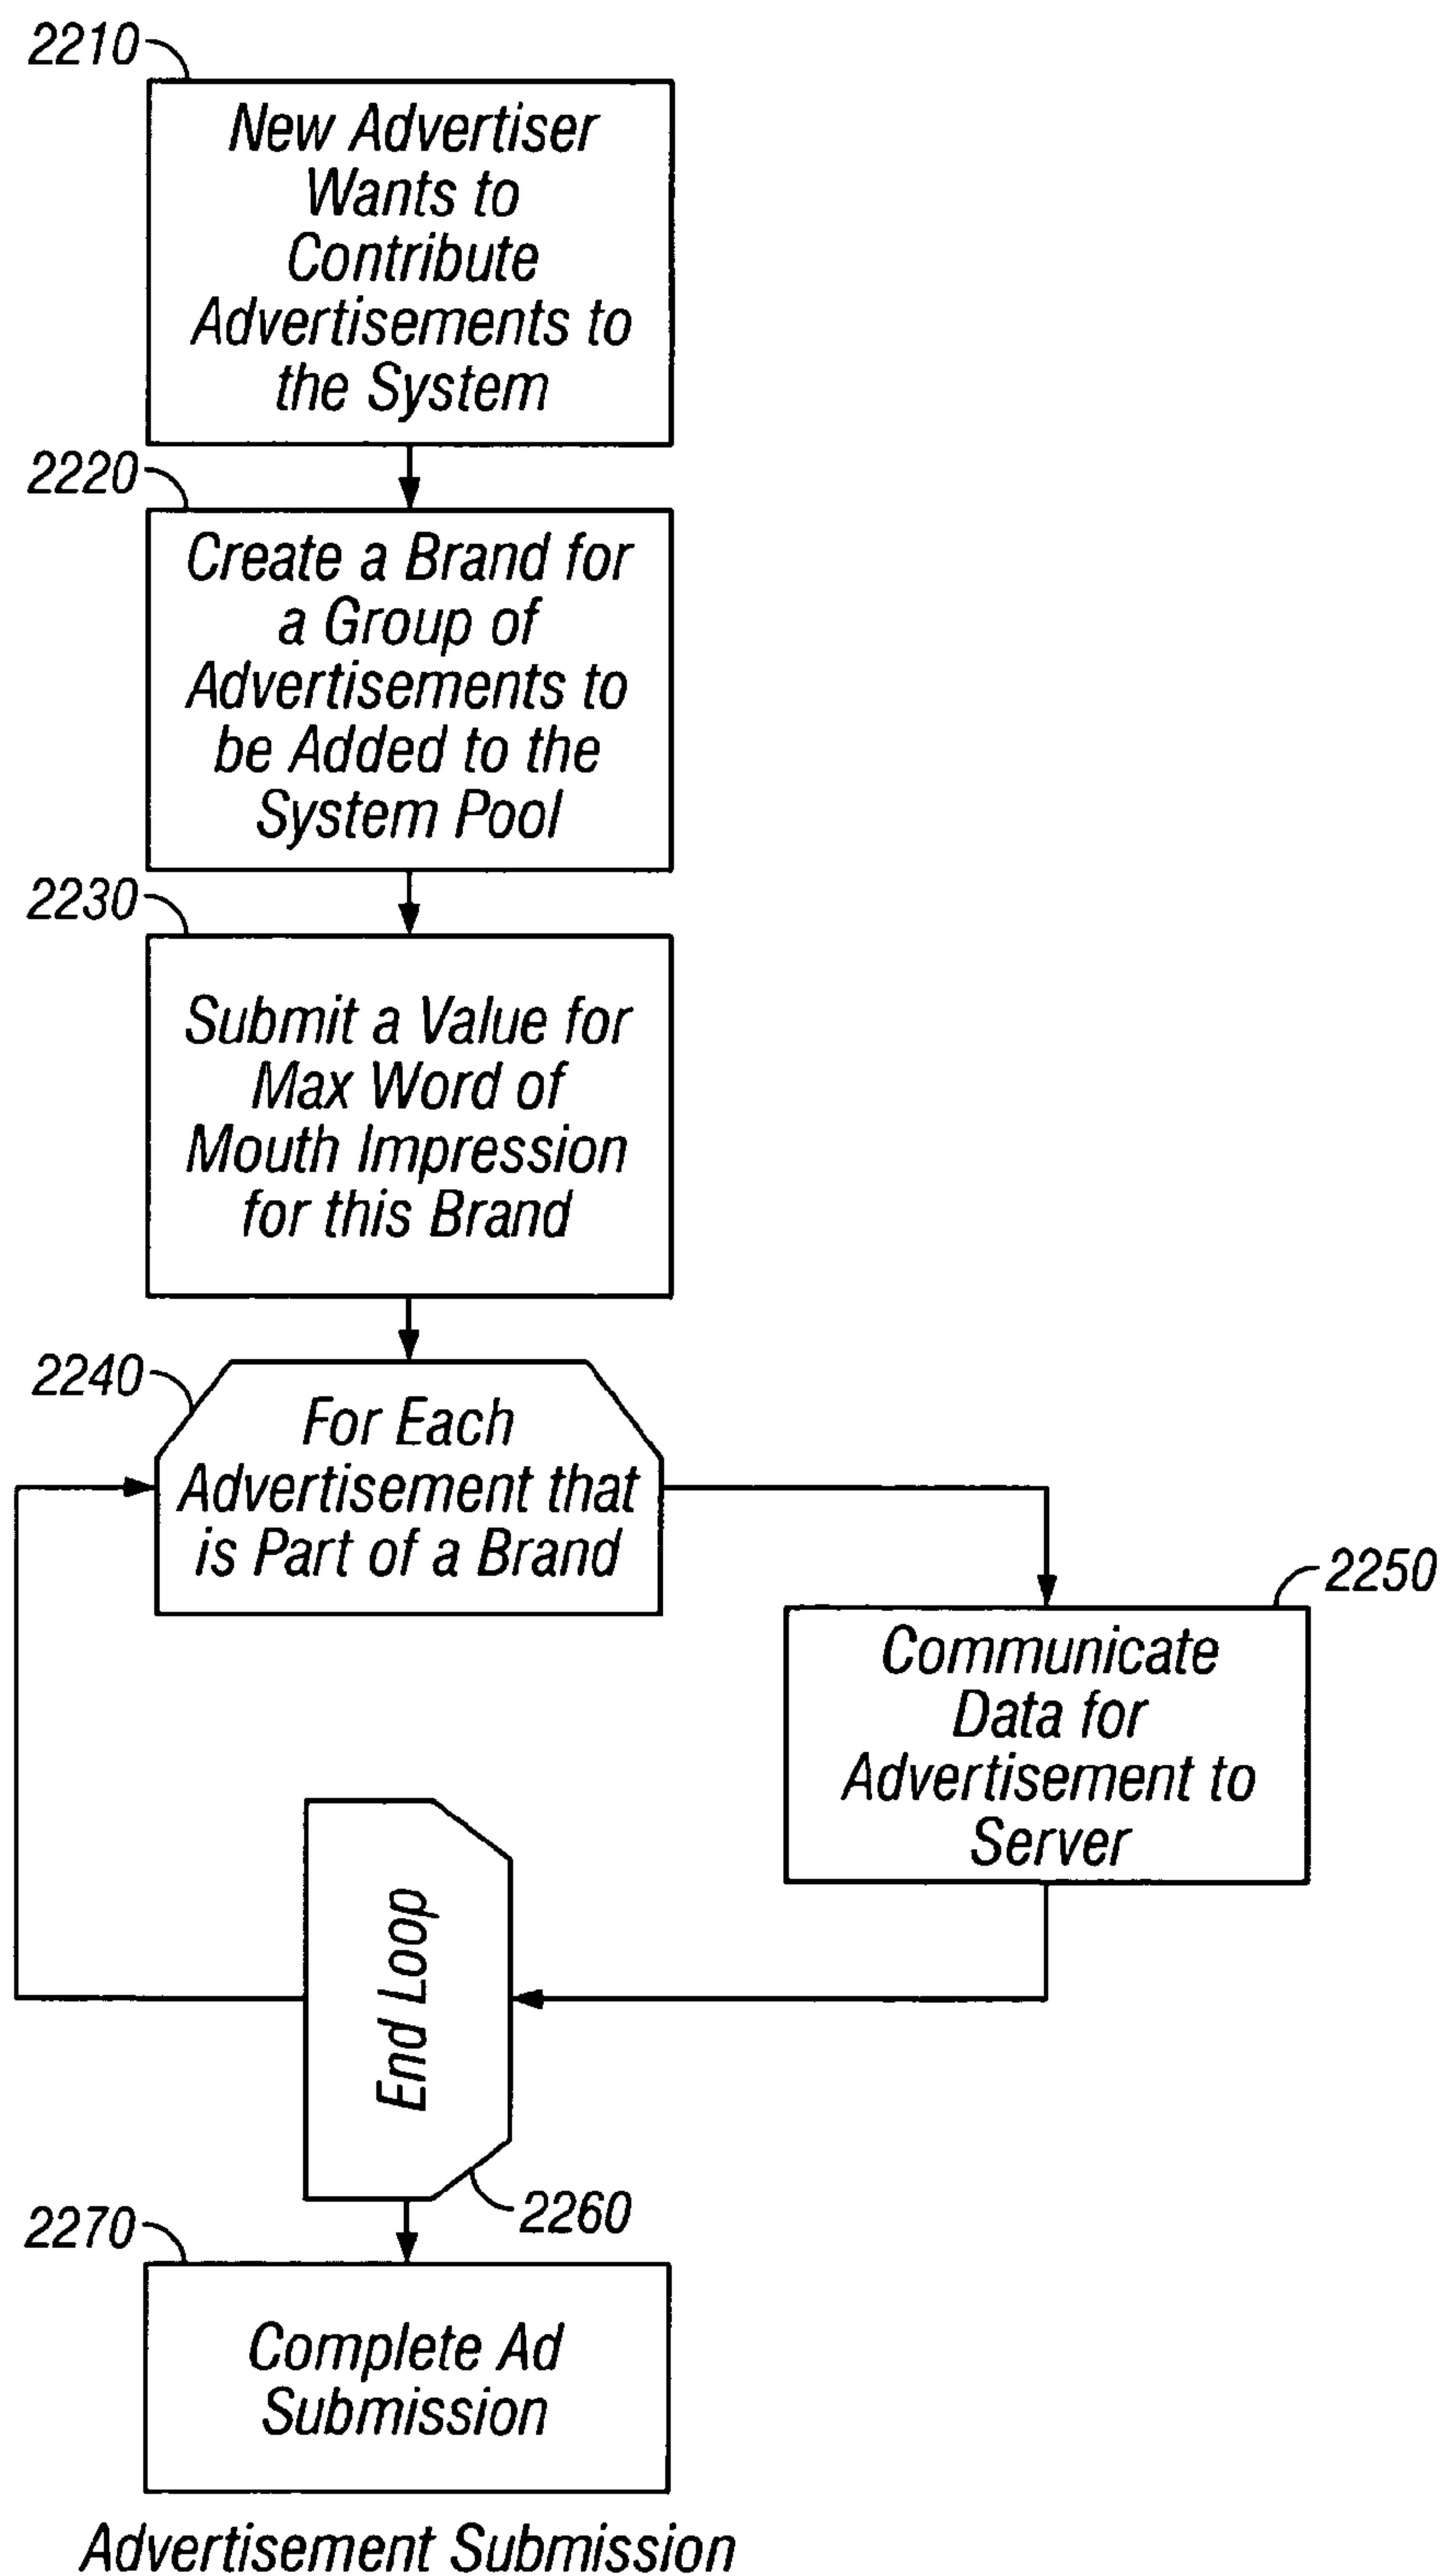 2210
New Advertiser
Wants to
Contribute
Advertisements to
the System
2220
Create a Brand for
a Group of
Advertisements to
be Added to the
System Pool
2230
Submit a Value for
Max Word of
Mouth Impression
for this Brand
2240
For Each
Advertisement that
is Part of a Brand
2250
Communicate
Data for
Advertisement to
Server
End Loop
2260
2270
Complete Ad
Submission
Advertisement Submission